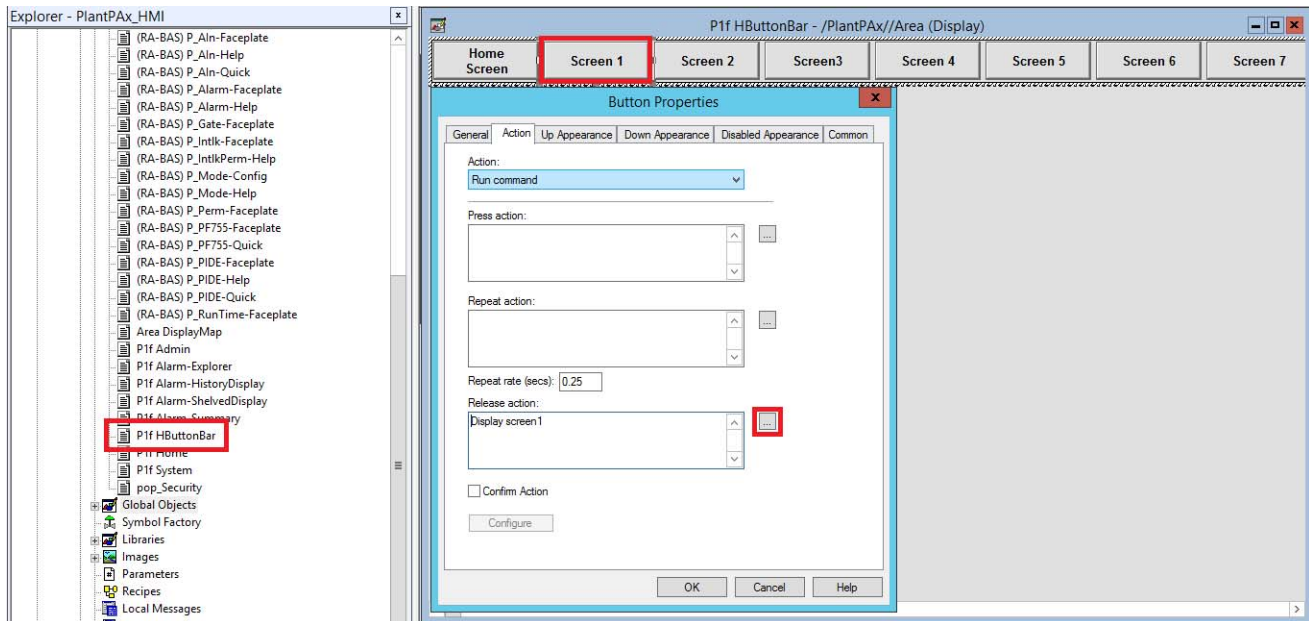 Explorer - PlantPAx_HMI
x
(RA-BAS) P_AIn-Faceplate
(RA-BAS) P_AIn-Help
(RA-BAS) P_AIn-Quick
(RA-BAS) P_Alarm-Faceplate
(RA-BAS) P_Alarm-Help
(RA-BAS) P_Gate-Faceplate
(RA-BAS) P_Intlk-Faceplate
(RA-BAS) P_IntlkPerm-Help
(RA-BAS) P_Mode-Config
(RA-BAS) P_Mode-Help
(RA-BAS) P_Perm-Faceplate
(RA-BAS) P_PF755-Faceplate
(RA-BAS) P_PF755-Quick
(RA-BAS) P_PIDE-Faceplate
(RA-BAS) P_PIDE-Help
(RA-BAS) P_PIDE-Quick
(RA-BAS) P_RunTime-Faceplate
Area DisplayMap
P1f Admin
P1f Alarm-Explorer
P1f Alarm-HistoryDisplay
P1f Alarm-ShelvedDisplay
P1f Alarm-Summary
P1f HButtonBar
P1f Home
P1f System
pop_Security
Global Objects
Symbol Factory
Libraries
Images
Parameters
Recipes
Local Messages
P1f HButtonBar - /PlantPAx//Area (Display)
Home
Screen
Screen 1
Screen 2
Screen3
Screen 4
Screen 5
Screen 6
Screen 7
Button Properties
x
General Action Up Appearance Down Appearance Disabled Appearance Common
Action:
Run command
Press action:
...
Repeat action:
...
Repeat rate (secs): 0.25
Release action:
Display screen1
...
Confirm Action
Configure
OK Cancel Help